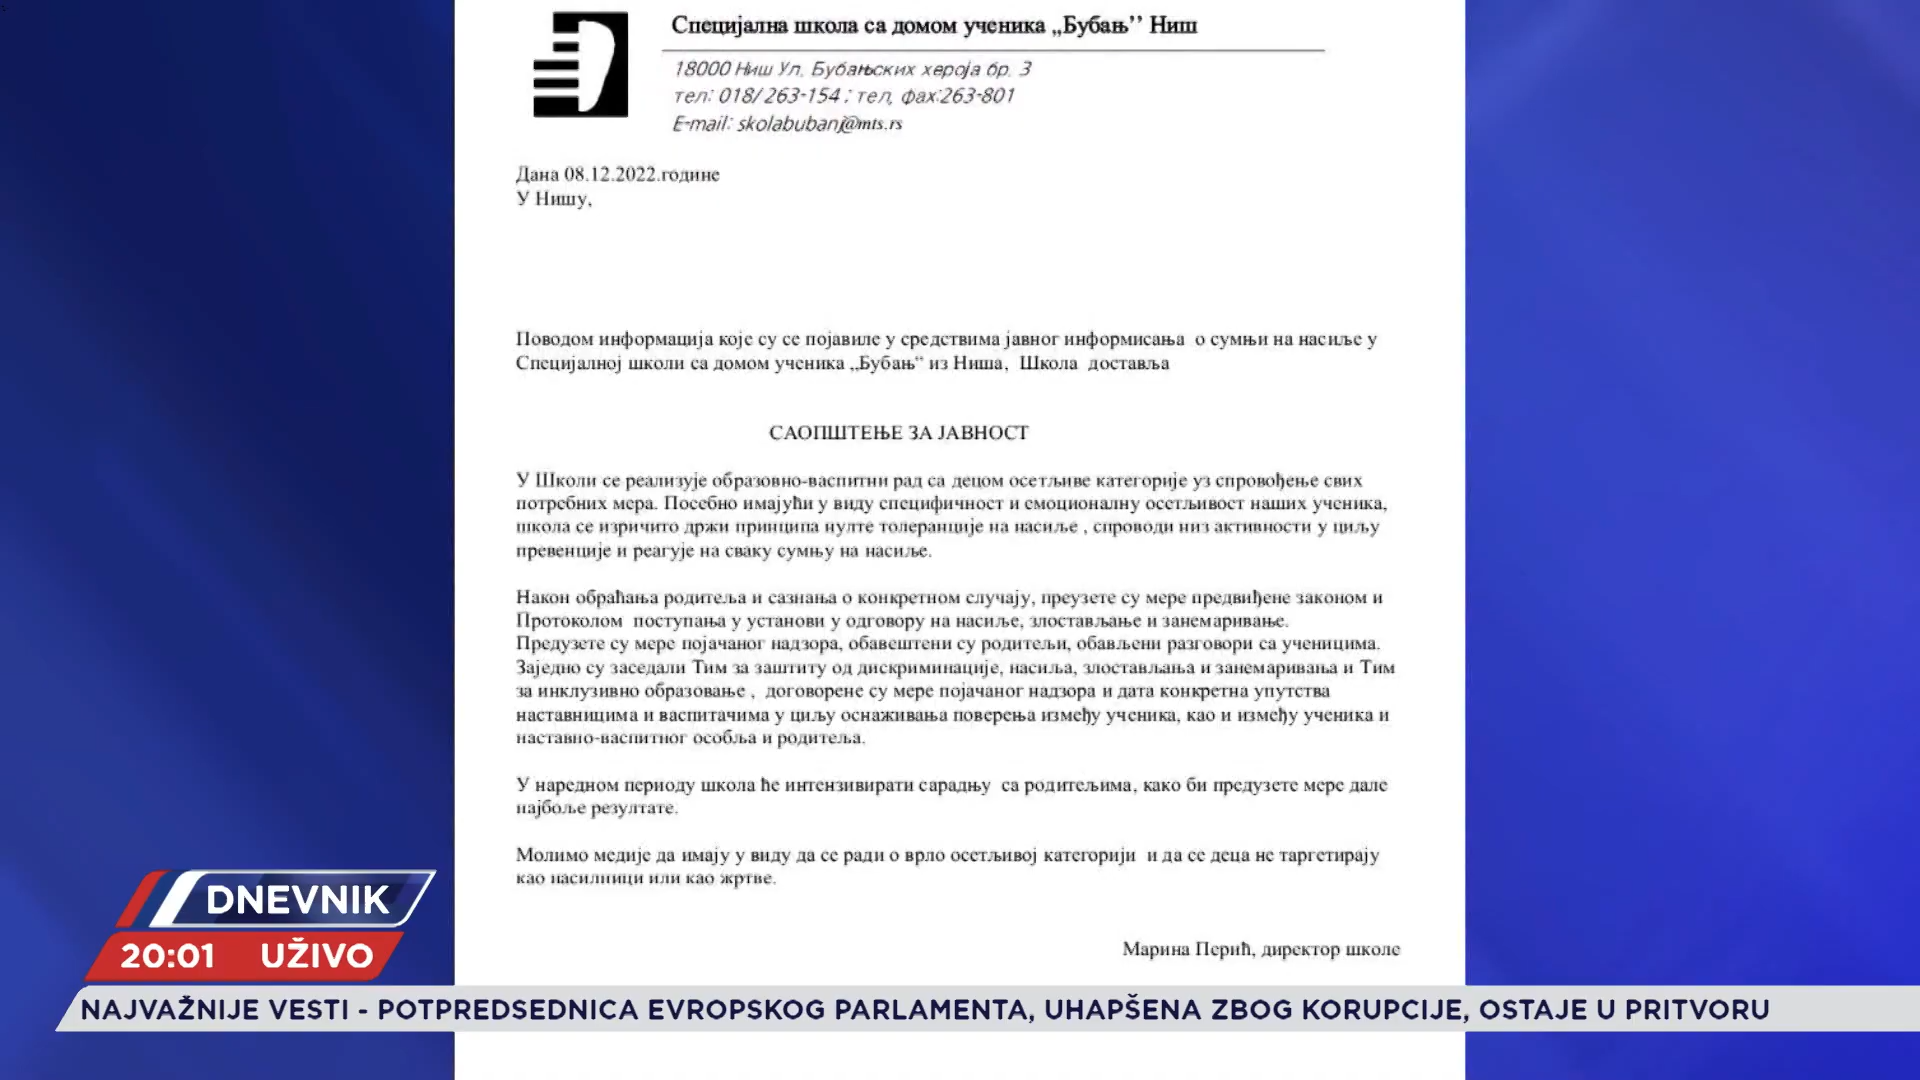 Специјална школа са домом ученика „Бубањ’’ Ниш
18000 Ниш Ул. Бубањских хероја бр. 3
тел: 018/ 263-154 ; тел, фах:263-801
E-mail: skolabubanj@mts.rs
Дана 08.12.2022.године
У Нишу,
Поводом информација које су се појавиле у средствима јавног информисања о сумњи на насиље у
Специјалној школи са домом ученика „Бубањ“ из Ниша, Школа доставља
САОПШТЕЊЕ ЗА ЈАВНОСТ
У Школи се реализује образовно-васпитни рад са децом осетљиве категорије уз спровођење свих
потребних мера. Посебно имајући у виду специфичност и емоционалну осетљивост наших ученика,
школа се изричито држи принципа нулте толеранције на насиље , спроводи низ активности у циљу
превенције и реагује на сваку сумњу на насиље.
Након обраћања родитеља и сазнања о конкретном случају, преузете су мере предвиђене законом и
Протоколом поступања у установи у одговору на насиље, злостављање и занемаривање.
Предузете су мере појачаног надзора, обавештени су родитељи, обављени разговори са ученицима.
Заједно су заседали Тим за заштиту од дискриминације, насиља, злостављања и занемаривања и Тим
за инклузивно образовање , договорене су мере појачаног надзора и дата конкретна упутства
наставницима и васпитачима у циљу оснаживања поверења између ученика, као и између ученика и
наставно-васпитног особља и родитеља.
У наредном периоду школа ће интензивирати сарадњу са родитељима, како би предузете мере дале
најбоље резултате.
Молимо медије да имају у виду да се ради о врло осетљивој категорији и да се деца не таргетирају
као насилници или као жртве.
Марина Перић, директор школе
DNEVNIK
20:01 UŽIVO
NAJVAŽNIJE VESTI - POTPREDSEDNICA EVROPSKOG PARLAMENTA, UHAPŠENA ZBOG KORUPCIJE, OSTAJE U PRITVORU